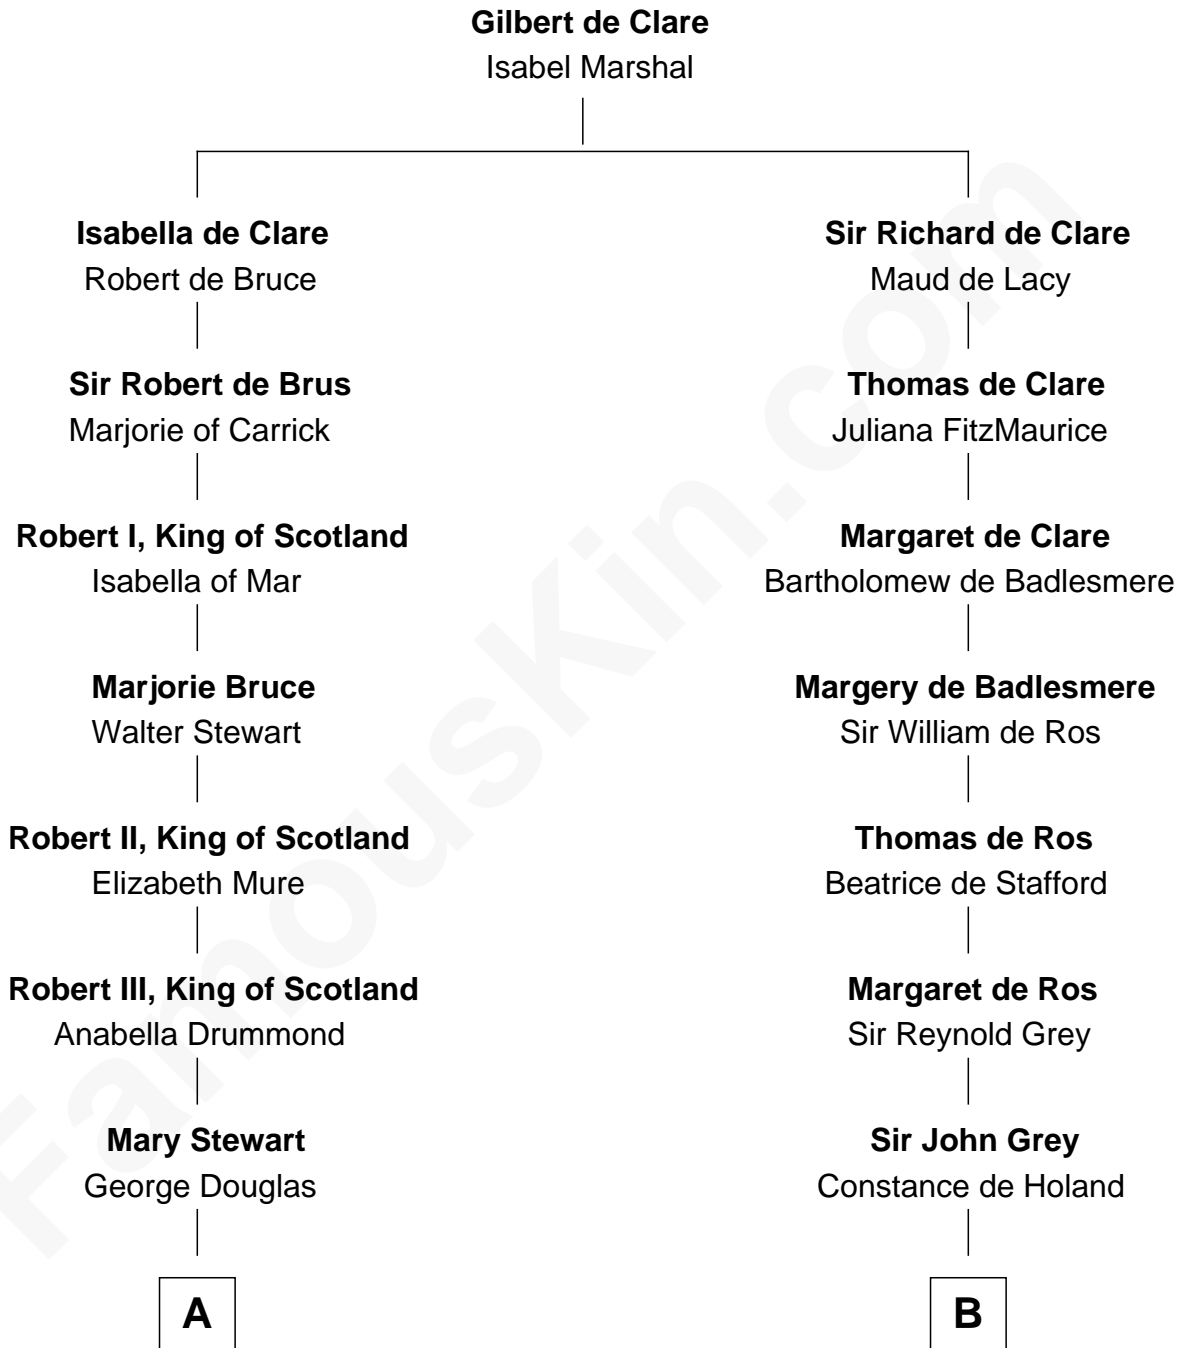 Gilbert de Clare
Isabel Marshal
Isabella de Clare
Robert de Bruce
Sir Richard de Clare
Maud de Lacy
Sir Robert de Brus
Marjorie of Carrick
Thomas de Clare
Juliana FitzMaurice
Robert I, King of Scotland
Isabella of Mar
Margaret de Clare
Bartholomew de Badlesmere
Marjorie Bruce
Walter Stewart
Margery de Badlesmere
Sir William de Ros
Robert II, King of Scotland
Elizabeth Mure
Thomas de Ros
Beatrice de Stafford
Robert III, King of Scotland
Anabella Drummond
Margaret de Ros
Sir Reynold Grey
Mary Stewart
George Douglas
Sir John Grey
Constance de Holand
A
B
FamousKin.com